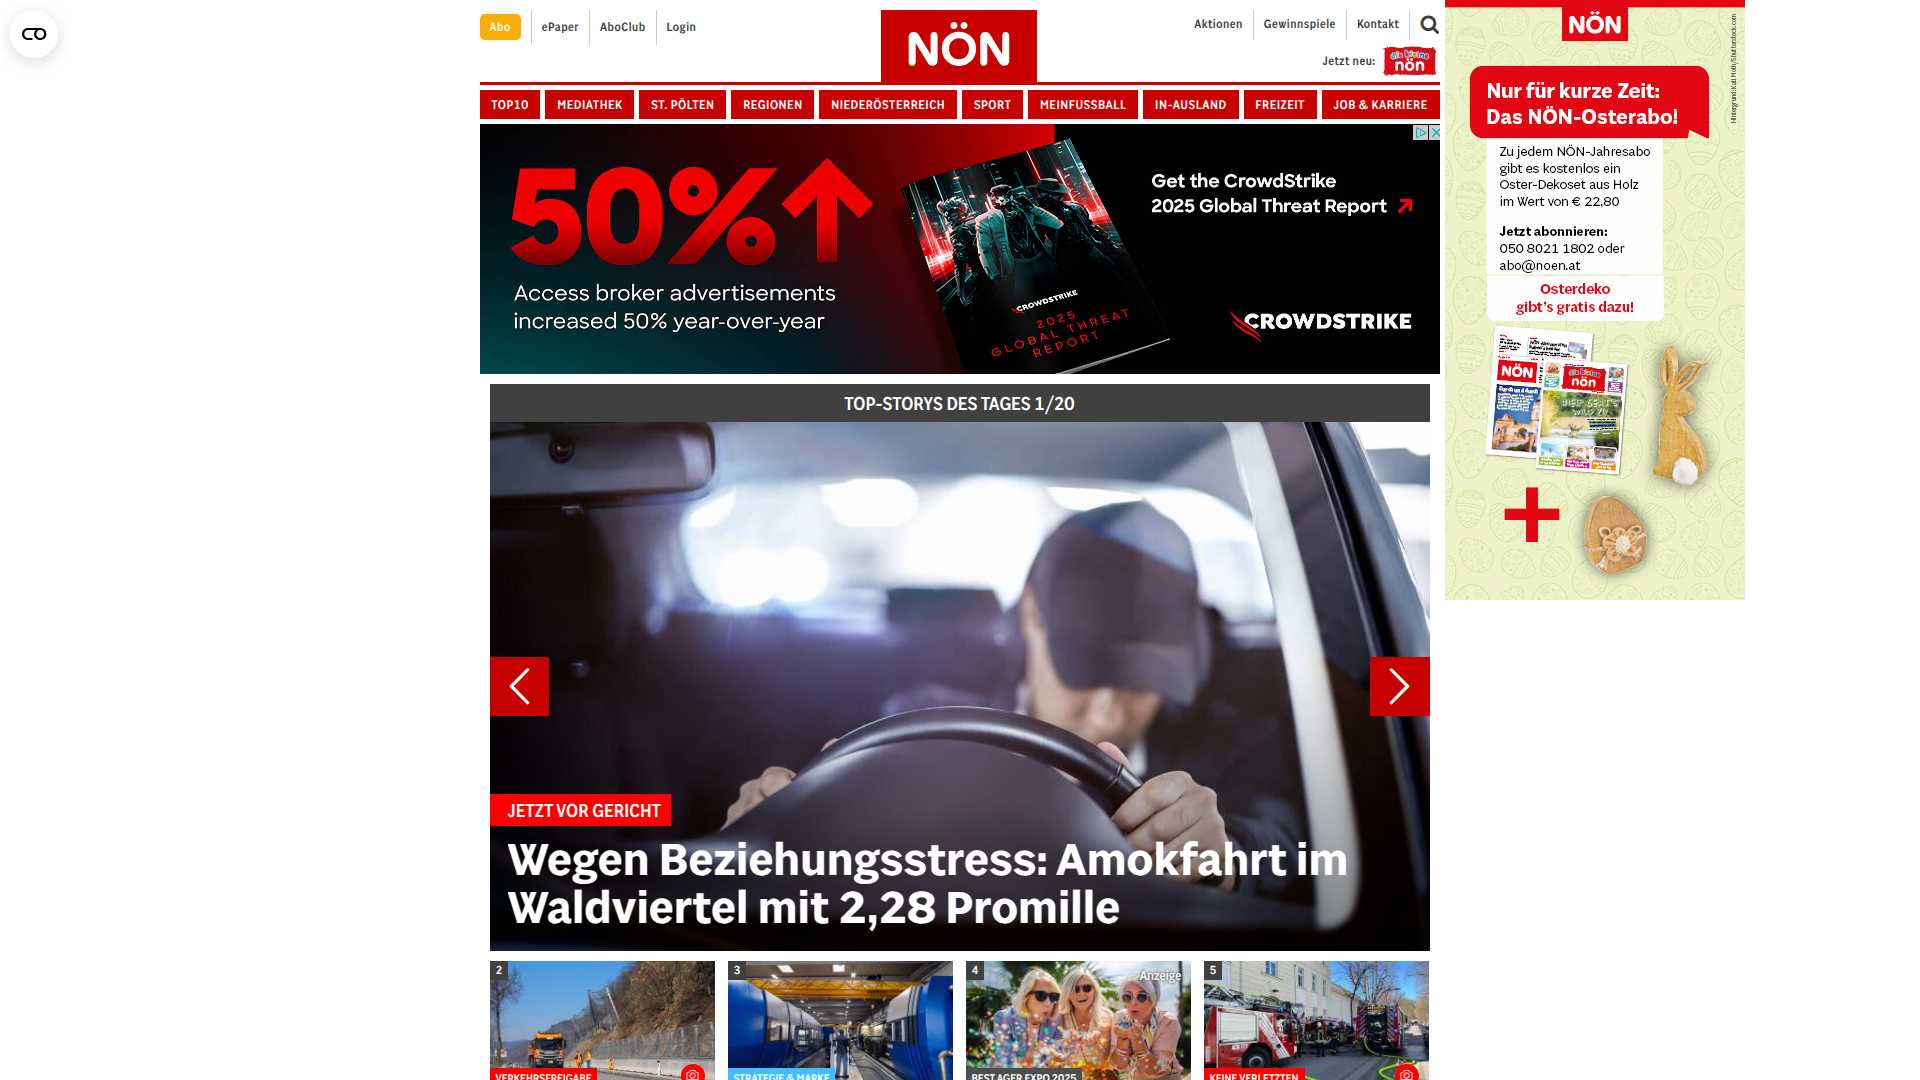 Abo
ePaper
AboClub
Login
NÖN
Aktionen
Gewinnspiele
Kontakt
Jetzt neu:
die kleine
nön
TOP10
MEDIATHEK
ST. PÖLTEN
REGIONEN
NIEDERÖSTERREICH
SPORT
MEINFUSSBALL
IN-AUSLAND
FREIZEIT
JOB & KARRIERE
50%
Access broker advertisements
increased 50% year-over-year
CROWDSTRIKE
2025
GLOBAL THREAT
REPORT
Get the CrowdStrike
2025 Global Threat Report
CROWDSTRIKE
TOP-STORYS DES TAGES 1/20
JETZT VOR GERICHT
Wegen Beziehungsstress: Amokfahrt im
Waldviertel mit 2,28 Promille
2
VERKEHRSFREIGABE
3
STRATEGIE & MARKE
4
Anzeige
BEST AGER EXPO 2025
5
KEINE VERLETZTEN
NÖN
Nur für kurze Zeit:
Das NÖN-Osterabo!
Zu jedem NÖN-Jahresabo
gibt es kostenlos ein
Oster-Dekoset aus Holz
im Wert von € 22,80
Jetzt abonnieren:
050 8021 1802 oder
abo@noen.at
Osterdeko
gibt's gratis dazu!
NÖN
die kleine
nön